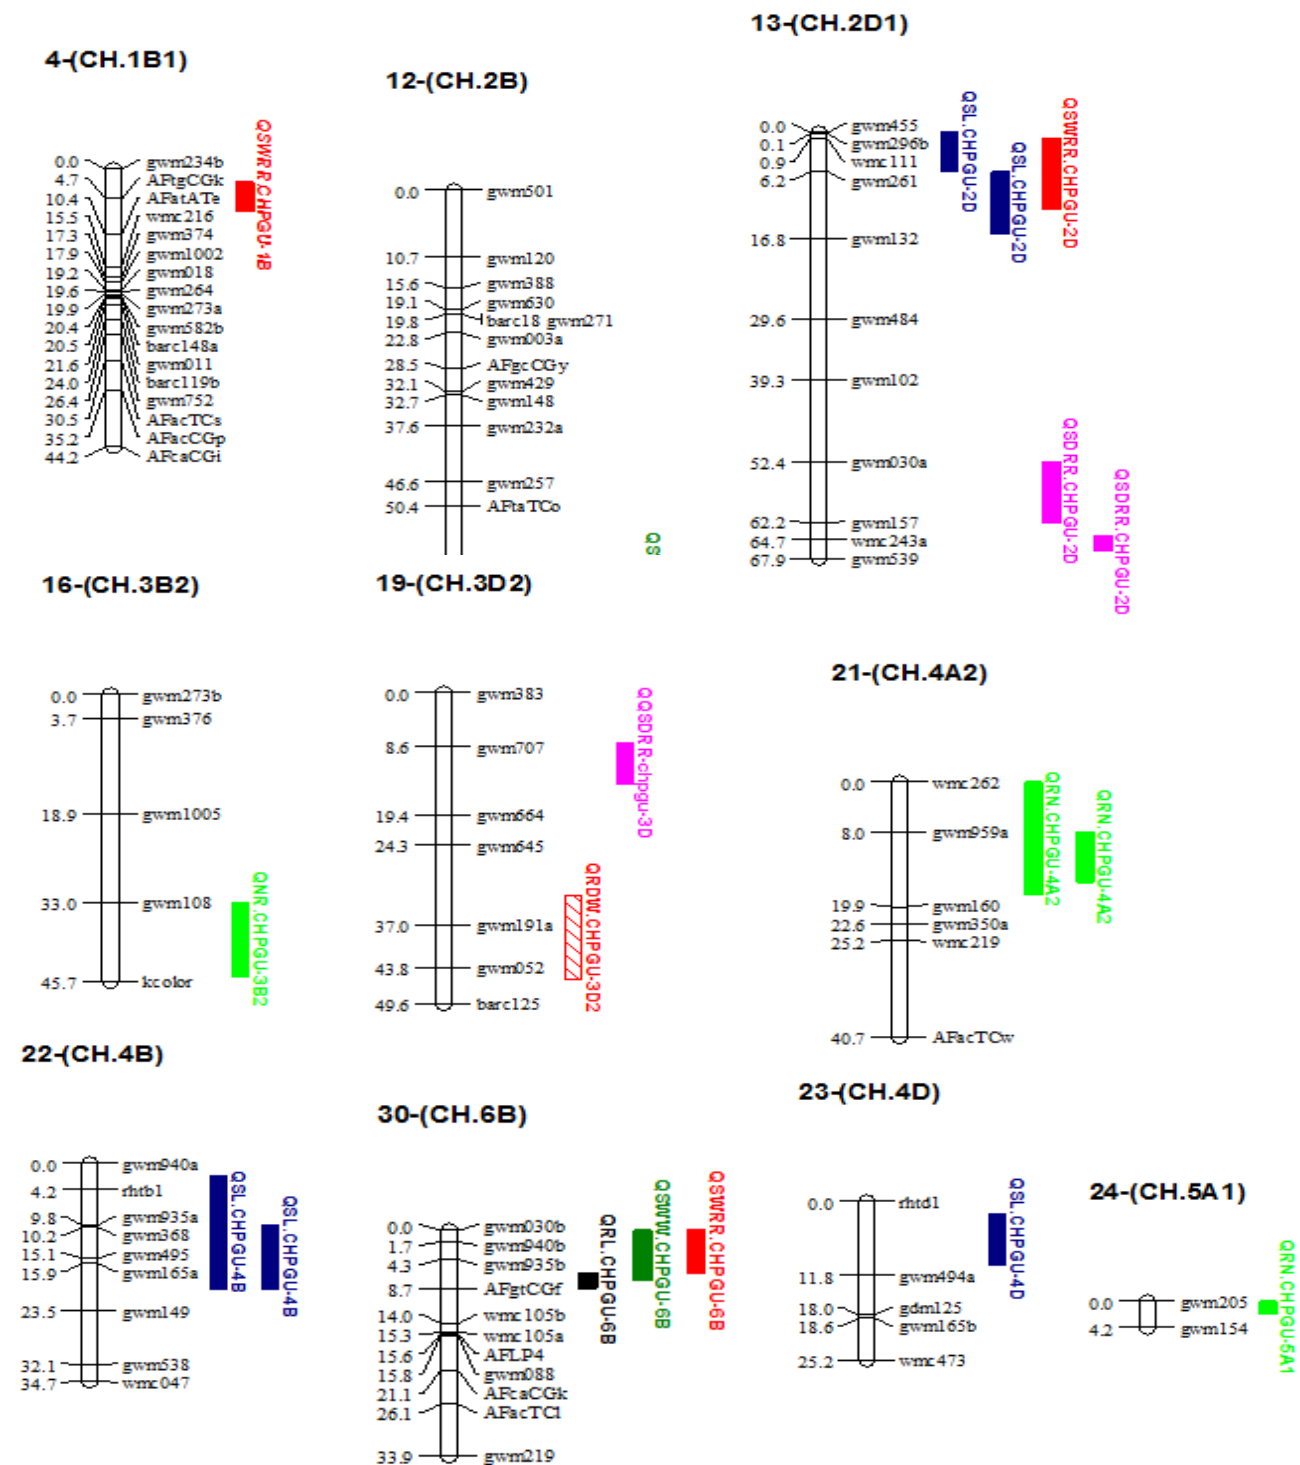 4-(CH.1B1)
0.0 gwm234b
4.7 AFtgCGk
10.4 AFatATe
15.5 wmc216
17.3 gwm374
17.9 gwm1002
19.2 gwm018
19.6 gwm264
19.9 gwm273a
20.4 gwm582b
20.5 barc148a
21.6 gwm011
24.0 barc119b
26.4 gwm752
30.5 AFacTCs
35.2 AFacCGp
44.2 AFcaCGi
QSWRR.CHPGU-1B
12-(CH.2B)
0.0 gwm501
10.7 gwm120
15.6 gwm388
19.1 gwm630
19.8 barc18 gwm271
22.8 gwm003a
28.5 AFgcCGy
32.1 gwm429
32.7 gwm148
37.6 gwm232a
46.6 gwm257
50.4 AFtaTCo
QS
13-(CH.2D1)
0.0 gwm455
0.1 gwm296b
0.9 wmc111
6.2 gwm261
16.8 gwm132
29.6 gwm484
39.3 gwm102
52.4 gwm030a
62.2 gwm157
64.7 wmc243a
67.9 gwm539
QSL.CHPGU-2D
QSL.CHPGU-2D
QSWRR.CHPGU-2D
QSDRR.CHPGU-2D
QSDRR.CHPGU-2D
16-(CH.3B2)
0.0 gwm273b
3.7 gwm376
18.9 gwm1005
33.0 gwm108
45.7 kcolor
QNR.CHPGU-3B2
19-(CH.3D2)
0.0 gwm383
8.6 gwm707
19.4 gwm664
24.3 gwm645
37.0 gwm191a
43.8 gwm052
49.6 barc125
QQSDRR-chpgu-3D
QRDW.CHPGU-3D2
21-(CH.4A2)
0.0 wmc262
8.0 gwm959a
19.9 gwm160
22.6 gwm350a
25.2 wmc219
40.7 AFacTCw
QRN.CHPGU-4A2
QRN.CHPGU-4A2
22-(CH.4B)
0.0 gwm940a
4.2 rhtb1
9.8 gwm935a
10.2 gwm368
15.1 gwm495
15.9 gwm165a
23.5 gwm149
32.1 gwm538
34.7 wmc047
QSL.CHPGU-4B
QSL.CHPGU-4B
30-(CH.6B)
0.0 gwm030b
1.7 gwm940b
4.3 gwm935b
8.7 AFgtCGf
14.0 wmc105b
15.3 wmc105a
15.6 AFLP4
15.8 gwm088
21.1 AFcaCGk
26.1 AFacTCl
33.9 gwm219
QRL.CHPGU-6B
QSWW.CHPGU-6B
QSWRR.CHPGU-6B
23-(CH.4D)
0.0 rhtd1
11.8 gwm494a
18.0 gdm125
18.6 gwm165b
25.2 wmc473
QSL.CHPGU-4D
24-(CH.5A1)
0.0 gwm205
4.2 gwm154
QRN.CHPGU-5A1